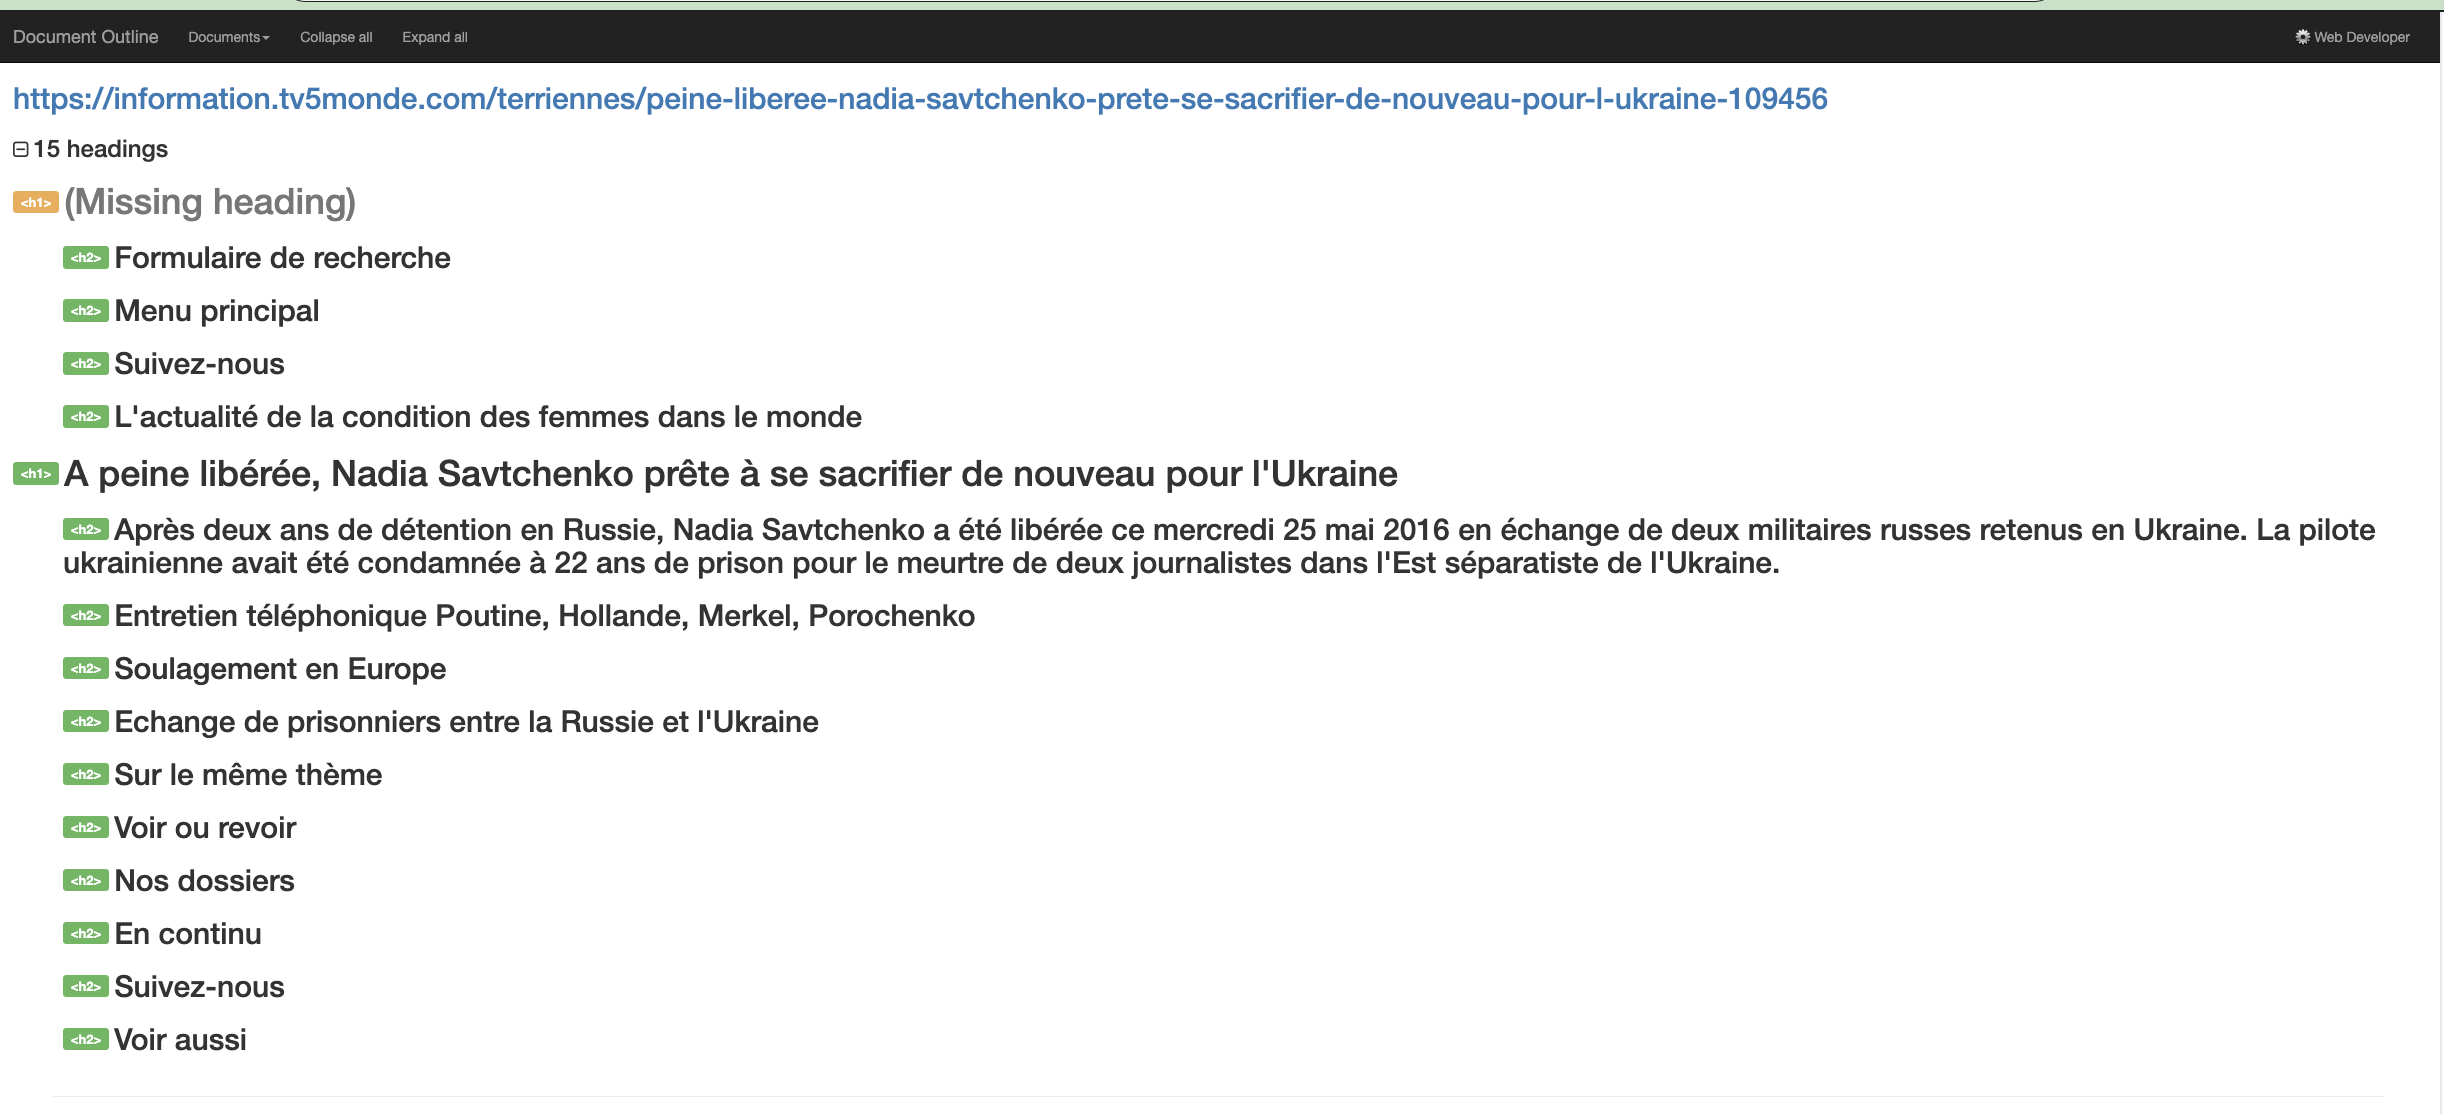 Document Outline Documents Collapse all Expand all Web Developer
https://information.tv5monde.com/terriennes/peine-liberee-nadia-savtchenko-prete-se-sacrifier-de-nouveau-pour-l-ukraine-109456
15 headings
<h1> (Missing heading)
<h2> Formulaire de recherche
<h2> Menu principal
<h2> Suivez-nous
<h2> L'actualité de la condition des femmes dans le monde
<h1> A peine libérée, Nadia Savtchenko prête à se sacrifier de nouveau pour l'Ukraine
<h2> Après deux ans de détention en Russie, Nadia Savtchenko a été libérée ce mercredi 25 mai 2016 en échange de deux militaires russes retenus en Ukraine. La pilote
ukrainienne avait été condamnée à 22 ans de prison pour le meurtre de deux journalistes dans l'Est séparatiste de l'Ukraine.
<h2> Entretien téléphonique Poutine, Hollande, Merkel, Porochenko
<h2> Soulagement en Europe
<h2> Echange de prisonniers entre la Russie et l'Ukraine
<h2> Sur le même thème
<h2> Voir ou revoir
<h2> Nos dossiers
<h2> En continu
<h2> Suivez-nous
<h2> Voir aussi